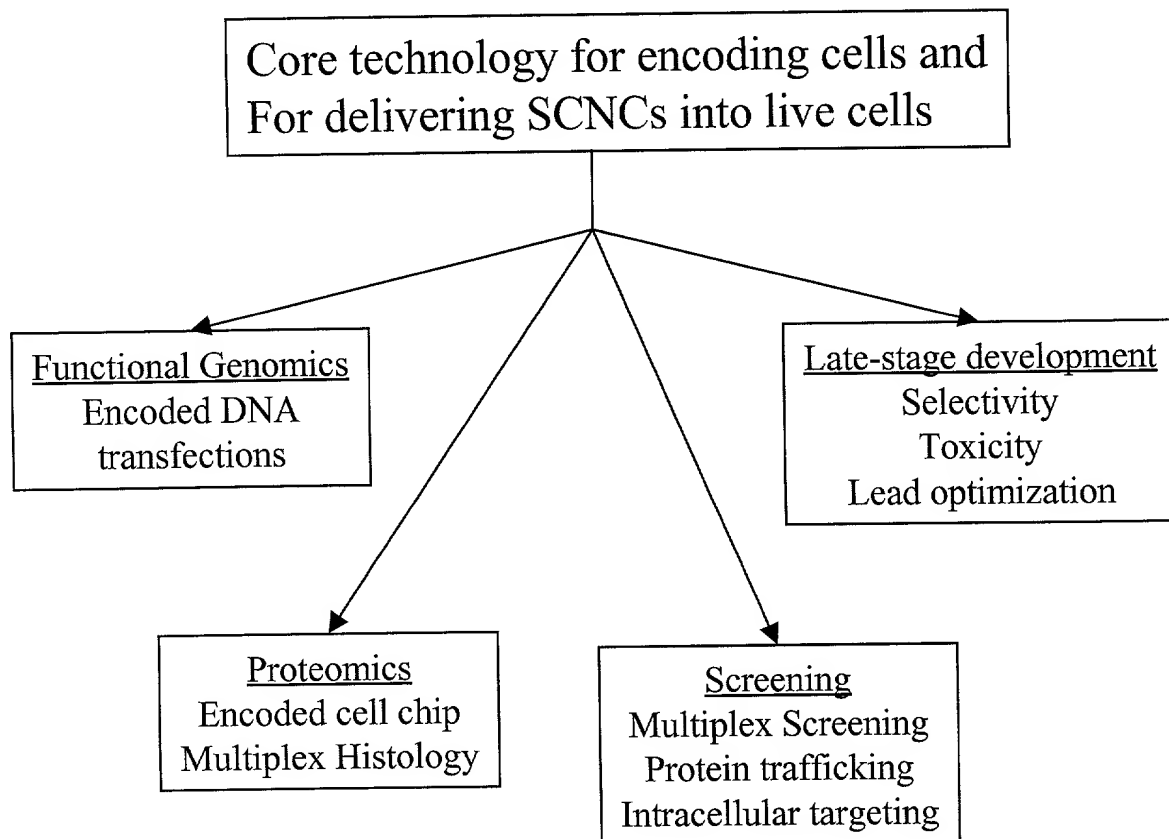 Core technology for encoding cells and
For delivering SCNCs into live cells
Functional Genomics
Encoded DNA
transfections
Late-stage development
Selectivity
Toxicity
Lead optimization
Proteomics
Encoded cell chip
Multiplex Histology
Screening
Multiplex Screening
Protein trafficking
Intracellular targeting